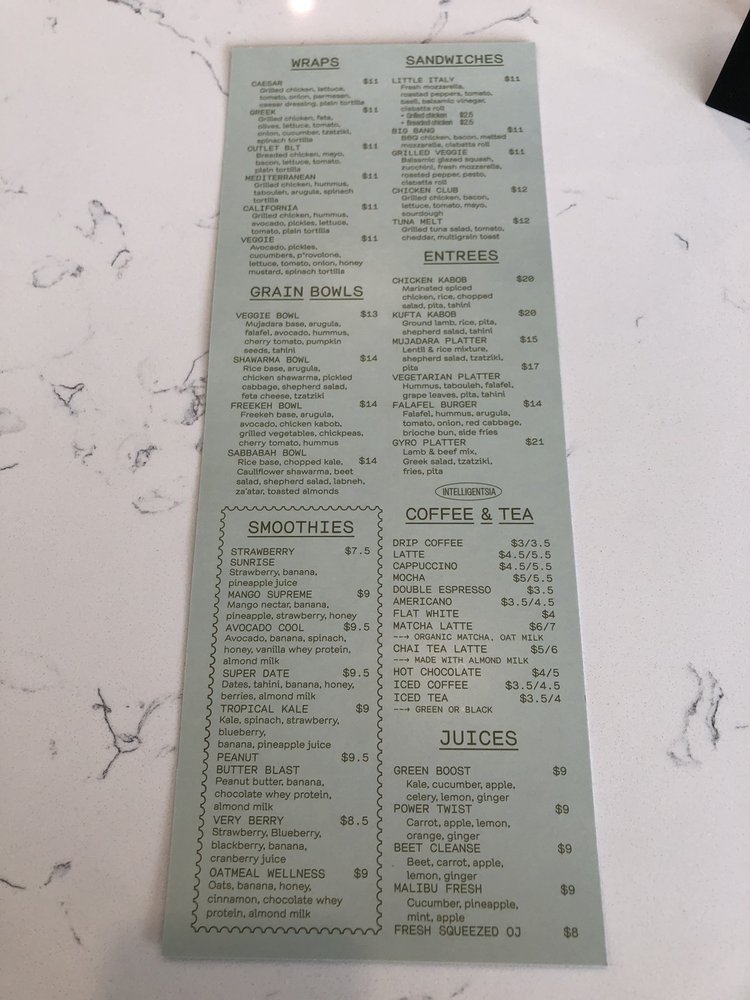 WRAPS
CAESAR $11
Grilled chicken, lettuce,
tomato, onion, parmesan,
caesar dressing, plain tortilla
GREEK $11
Grilled chicken, feta,
olives, lettuce, tomato,
onion, cucumber, tzatziki,
spinach tortilla
CUTLET BLT $11
Breaded chicken, mayo,
bacon, lettuce, tomato,
plain tortilla
MEDITERRANEAN $11
Grilled chicken, hummus,
tabouleh, arugula, spinach
tortilla
CALIFORNIA $11
Grilled chicken, hummus,
avocado, pickles, lettuce,
tomato, plain tortilla
VEGGIE $11
Avocado, pickles,
cucumbers, p'rovolone,
lettuce, tomato, onion, honey
mustard, spinach tortilla
GRAIN BOWLS
VEGGIE BOWL $13
Mujadara base, arugula,
falafel, avocado, hummus,
cherry tomato, pumpkin
seeds, tahini
SHAWARMA BOWL $14
Rice base, arugula,
chicken shawarma, pickled
cabbage, shepherd salad,
feta cheese, tzatziki
FREEKEH BOWL $14
Freekeh base, arugula,
avocado, chicken kabob,
grilled vegetables, chickpeas,
cherry tomato, hummus
SABBABAH BOWL
Rice base, chopped kale, $14
Caulifower shawarma, beet
salad, shepherd salad, labneh,
za'atar, toasted almonds
SMOOTHIES
STRAWBERRY $7.5
SUNRISE
Strawberry, banana,
pineapple juice
MANGO SUPREME $9
Mango nectar, banana,
pineapple, strawberry, honey
AVOCADO COOL $9.5
Avocado, banana, spinach,
honey, vanilla whey protein,
almond milk
SUPER DATE $9.5
Dates, tahini, banana, honey,
berries, almond milk
TROPICAL KALE $9
Kale, spinach, strawberry,
blueberry,
banana, pineapple juice
PEANUT $9.5
BUTTER BLAST
Peanut butter, banana,
chocolate whey protein,
almond milk
VERY BERRY $8.5
Strawberry, Blueberry,
blackberry, banana,
cranberry juice
OATMEAL WELLNESS $9
Oats, banana, honey,
cinnamon, chocolate whey
protein, almond milk
SANDWICHES
LITTLE ITALY $11
Fresh mozzarella,
roasted peppers, tomato,
basil, balsamic vinegar,
ciabatta roll
+ Grilled chicken $2.5
+ Breaded chicken $2.5
BIG BANG $11
BBQ chicken, bacon, melted
mozzarella, ciabatta roll
GRILLED VEGGIE $11
Balsamic glazed squash,
zucchini, fresh mozzarella,
roasted pepper, pesto,
ciabatta roll
CHICKEN CLUB $12
Grilled chicken, bacon,
lettuce, tomato, mayo,
sourdough
TUNA MELT $12
Grilled tuna salad, tomato,
cheddar, multigrain toast
ENTREES
CHICKEN KABOB $20
Marinated spiced
chicken, rice, chopped
salad, pita, tahini
KUFTA KABOB $20
Ground lamb, rice, pita,
shepherd salad, tahini
MUJADARA PLATTER $15
Lentil & rice mixture,
shepherd salad, tzatziki,
pita $17
VEGETARIAN PLATTER
Hummus, tabouleh, falafel,
grape leaves, pita, tahini
FALAFEL BURGER $14
Falafel, hummus, arugula,
tomato, onion, red cabbage,
brioche bun, side fries
GYRO PLATTER $21
Lamb & beef mix,
Greek salad, tzatziki,
fries, pita
INTELLIGENTSIA
COFFEE & TEA
DRIP COFFEE $3/3.5
LATTE $4.5/5.5
CAPPUCCINO $4.5/5.5
MOCHA $5/5.5
DOUBLE ESPRESSO $3.5
AMERICANO $3.5/4.5
FLAT WHITE $4
MATCHA LATTE $6/7
--→ ORGANIC MATCHA, OAT MILK
CHAI TEA LATTE $5/6
--→ MADE WITH ALMOND MILK
HOT CHOCOLATE $4/5
ICED COFFEE $3.5/4.5
ICED TEA $3.5/4
--→ GREEN OR BLACK
JUICES
GREEN BOOST $9
Kale, cucumber, apple,
celery, lemon, ginger
POWER TWIST $9
Carrot, apple, lemon,
orange, ginger
BEET CLEANSE $9
Beet, carrot, apple,
lemon, ginger
MALIBU FRESH $9
Cucumber, pineapple,
mint, apple
FRESH SQUEEZED OJ $8